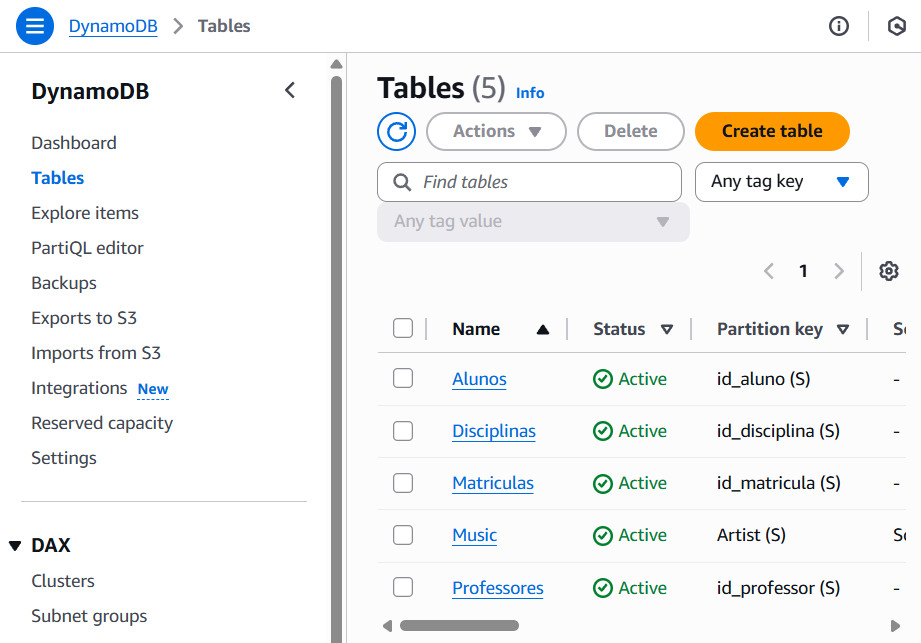 DynamoDB > Tables
DynamoDB
Dashboard
Tables
Explore items
PartiQL editor
Backups
Exports to S3
Imports from S3
Integrations New
Reserved capacity
Settings
DAX
Clusters
Subnet groups
Tables (5) Info
Actions Delete Create table
Find tables Any tag key
Any tag value
1
Name Status Partition key
Alunos Active id_aluno (S) -
Disciplinas Active id_disciplina (S) -
Matriculas Active id_matricula (S) -
Music Active Artist (S)
Professores Active id_professor (S) -